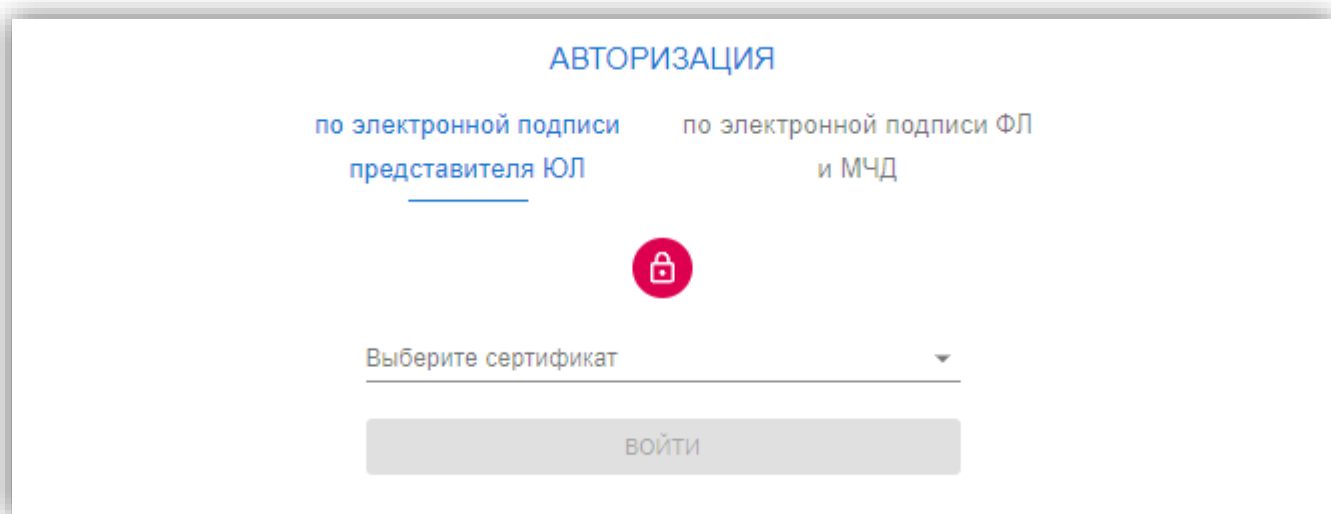 АВТОРИЗАЦИЯ
по электронной подписи
представителя ЮЛ
по электронной подписи ФЛ
и МЧД
Выберите сертификат
ВОЙТИ